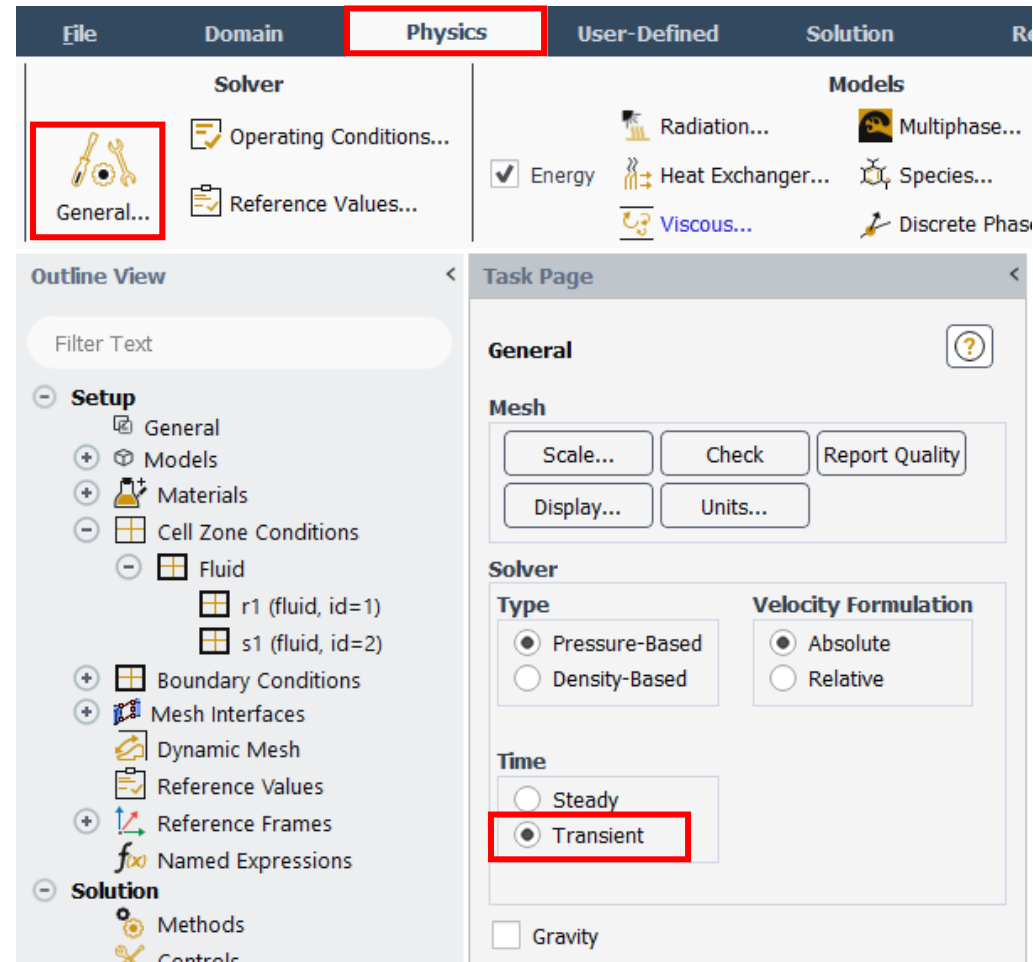 File Domain Physics User-Defined Solution
Solver
General...
Operating Conditions...
Reference Values...
Models
Energy
Radiation...
Heat Exchanger...
Viscous...
Multiphase...
Species...
Discrete Phase
Outline View
Filter Text
Setup
General
Models
Materials
Cell Zone Conditions
Fluid
r1 (fluid, id=1)
s1 (fluid, id=2)
Boundary Conditions
Mesh Interfaces
Dynamic Mesh
Reference Values
Reference Frames
f(x) Named Expressions
Solution
Methods
Controls
Task Page
General
?
Mesh
Scale... Check Report Quality
Display... Units...
Solver
Type
Pressure-Based
Density-Based
Velocity Formulation
Absolute
Relative
Time
Steady
Transient
Gravity